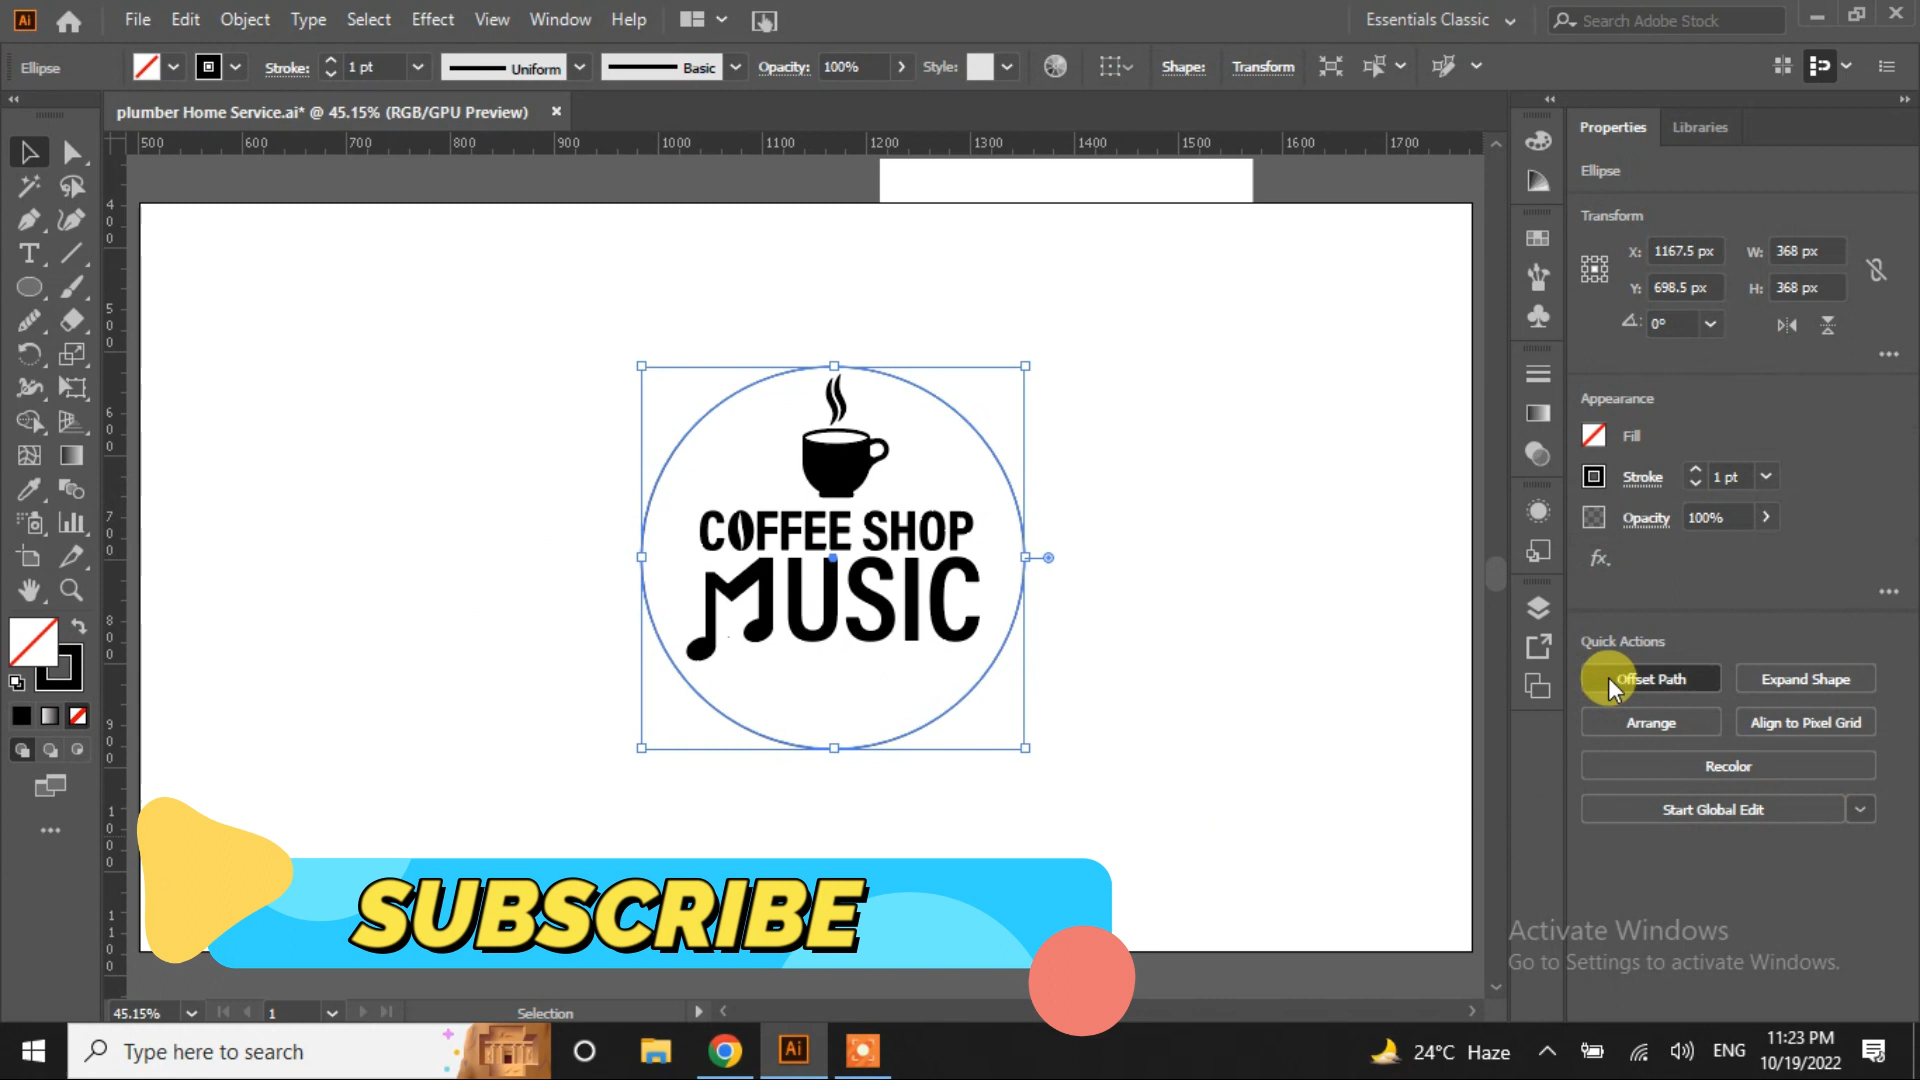 File Edit Object Type Select Effect View Window Help
Essentials Classic
Search Adobe Stock
Ellipse
Stroke: 1 pt
Uniform
Basic
Opacity: 100%
Style:
Shape:
Transform
plumber Home Service.ai* @ 45.15% (RGB/GPU Preview)
500 600 700 800 900 1000 1100 1200 1300 1400 1500 1600 1700
Properties Libraries
Ellipse
Transform
X: 1167.5 px W: 368 px
Y: 698.5 px H: 368 px
0°
Appearance
Fill
Stroke 1 pt
Opacity 100%
fx.
Quick Actions
Offset Path Expand Shape
Arrange Align to Pixel Grid
Recolor
Start Global Edit
COFFEE SHOP
MUSIC
SUBSCRIBE
Activate Windows
Go to Settings to activate Windows.
45.15% 1 Selection
Type here to search
Ai
24°C Haze
ENG
11:23 PM
10/19/2022